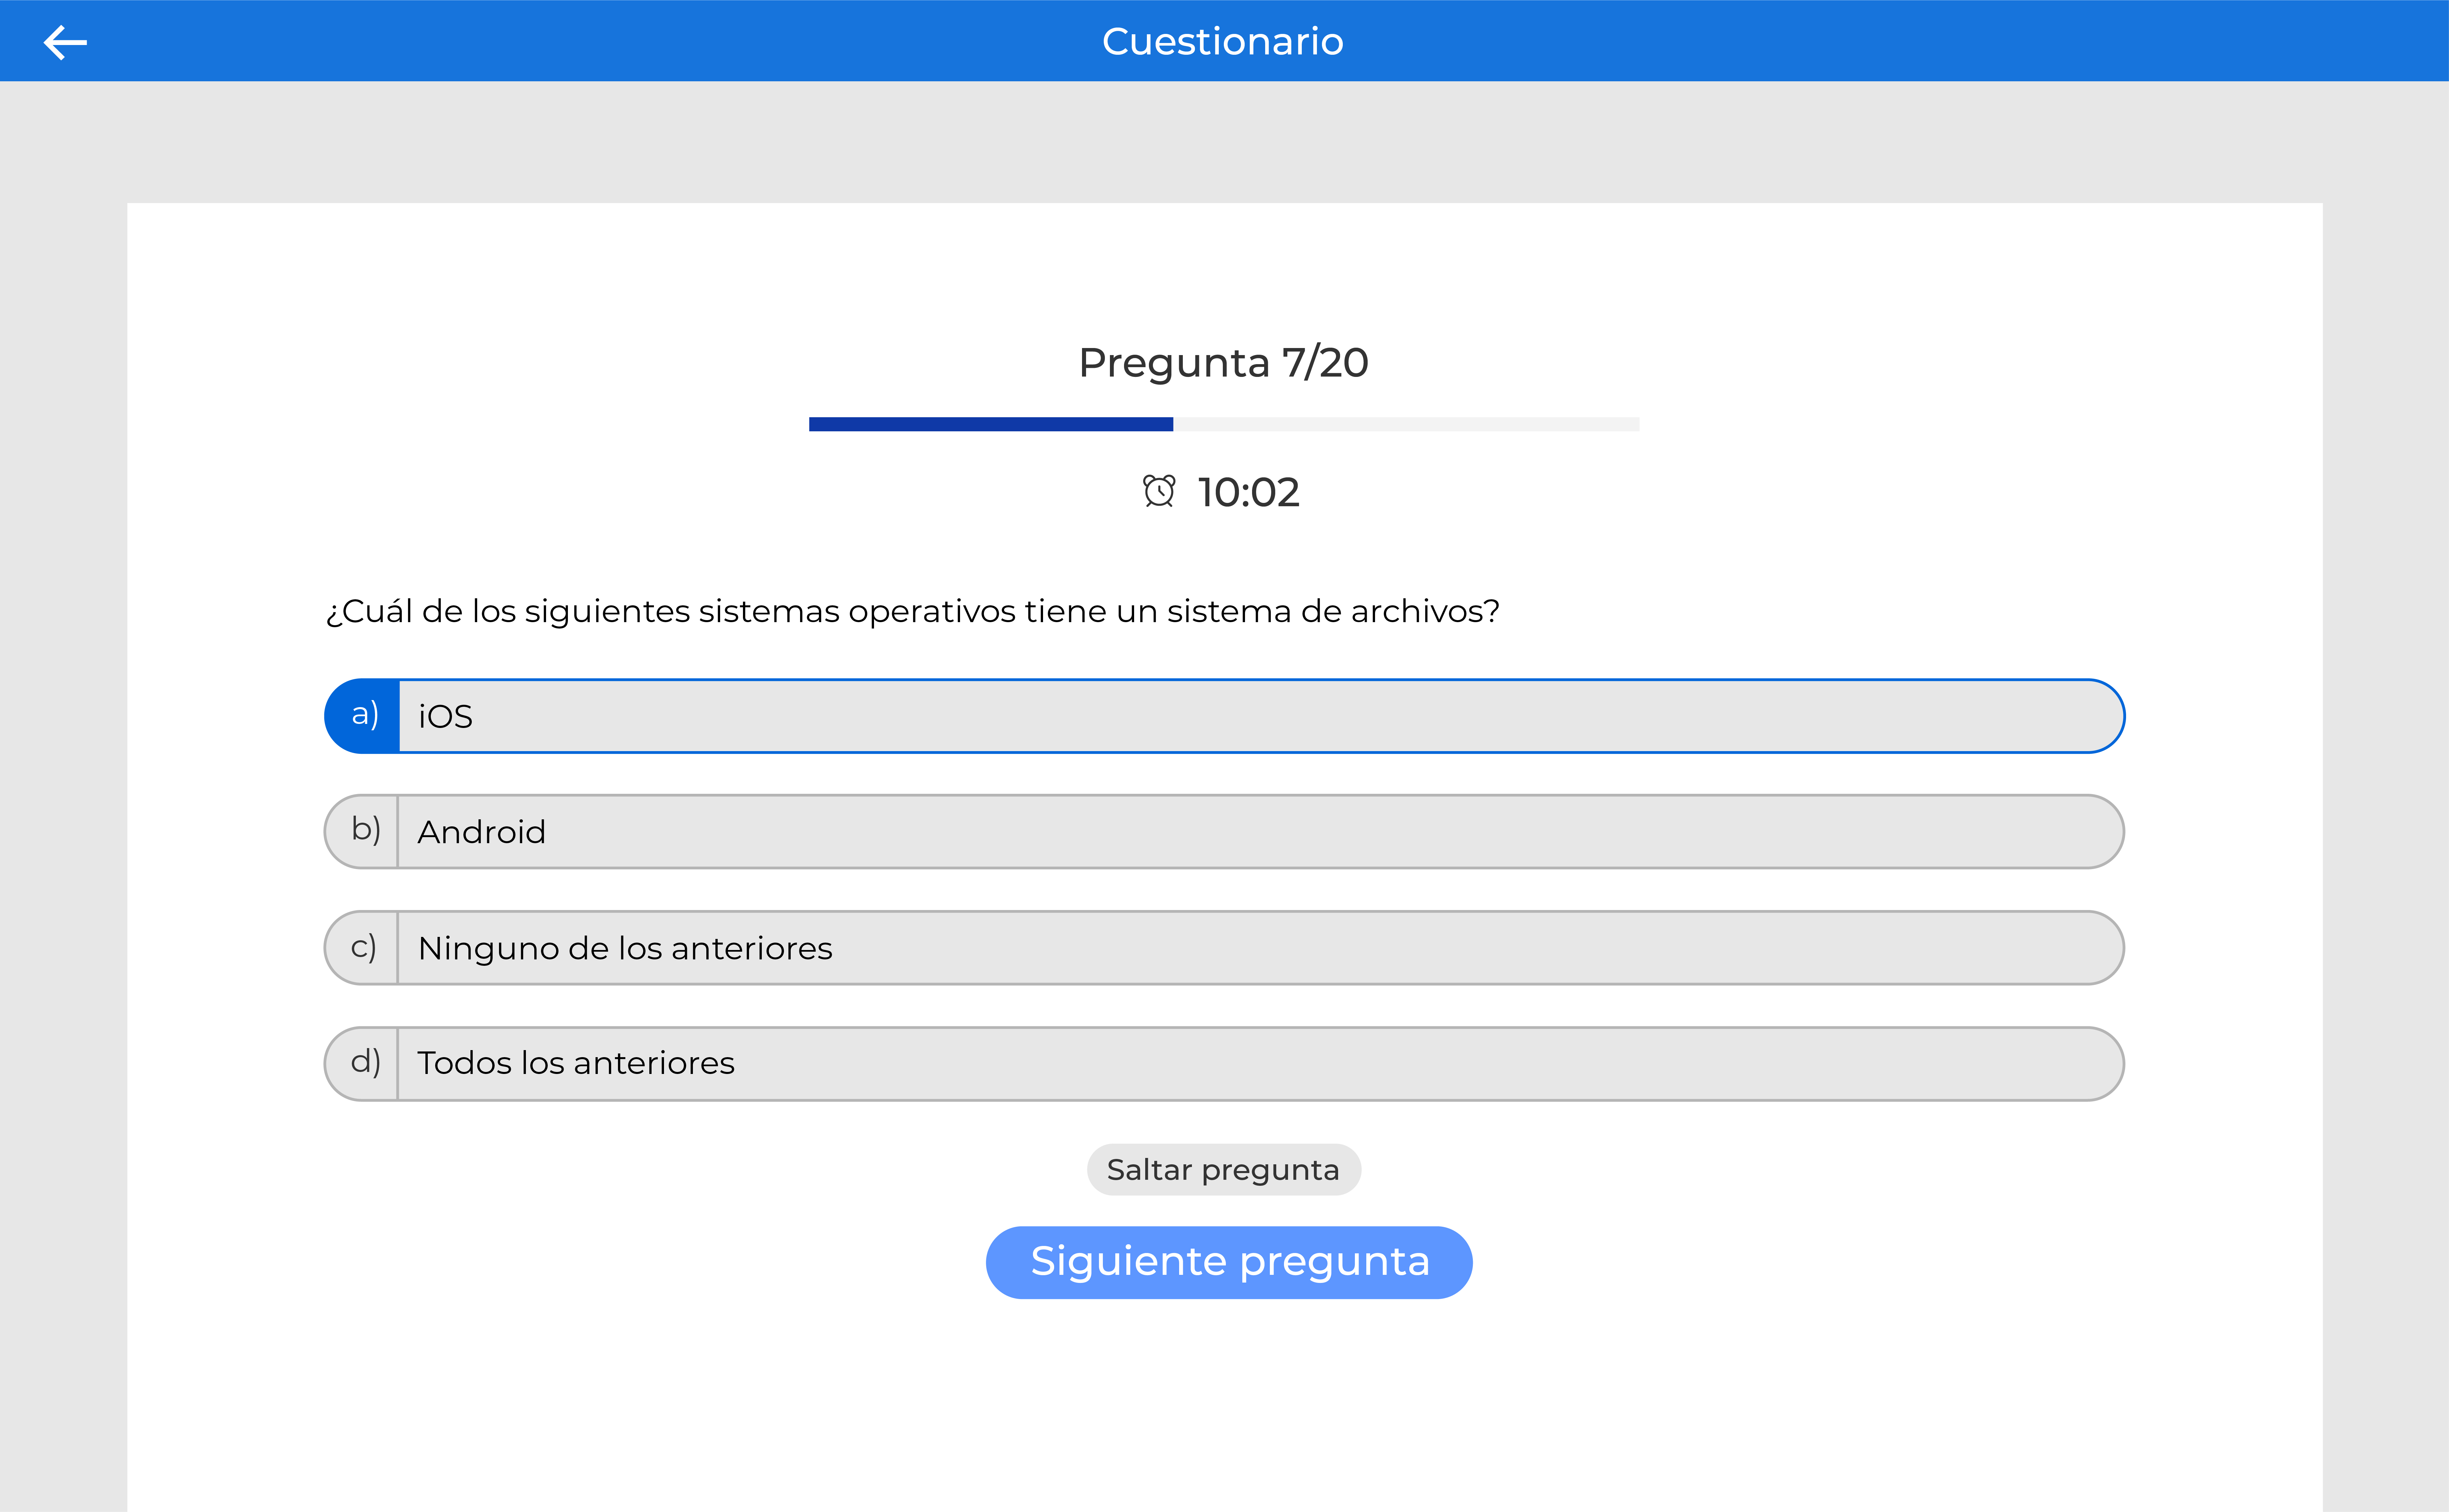 Cuestionario
Pregunta 7/20
10:02
¿Cuál de los siguientes sistemas operativos tiene un sistema de archivos?
a) iOS
b) Android
c) Ninguno de los anteriores
d) Todos los anteriores
Saltar pregunta
Siguiente pregunta